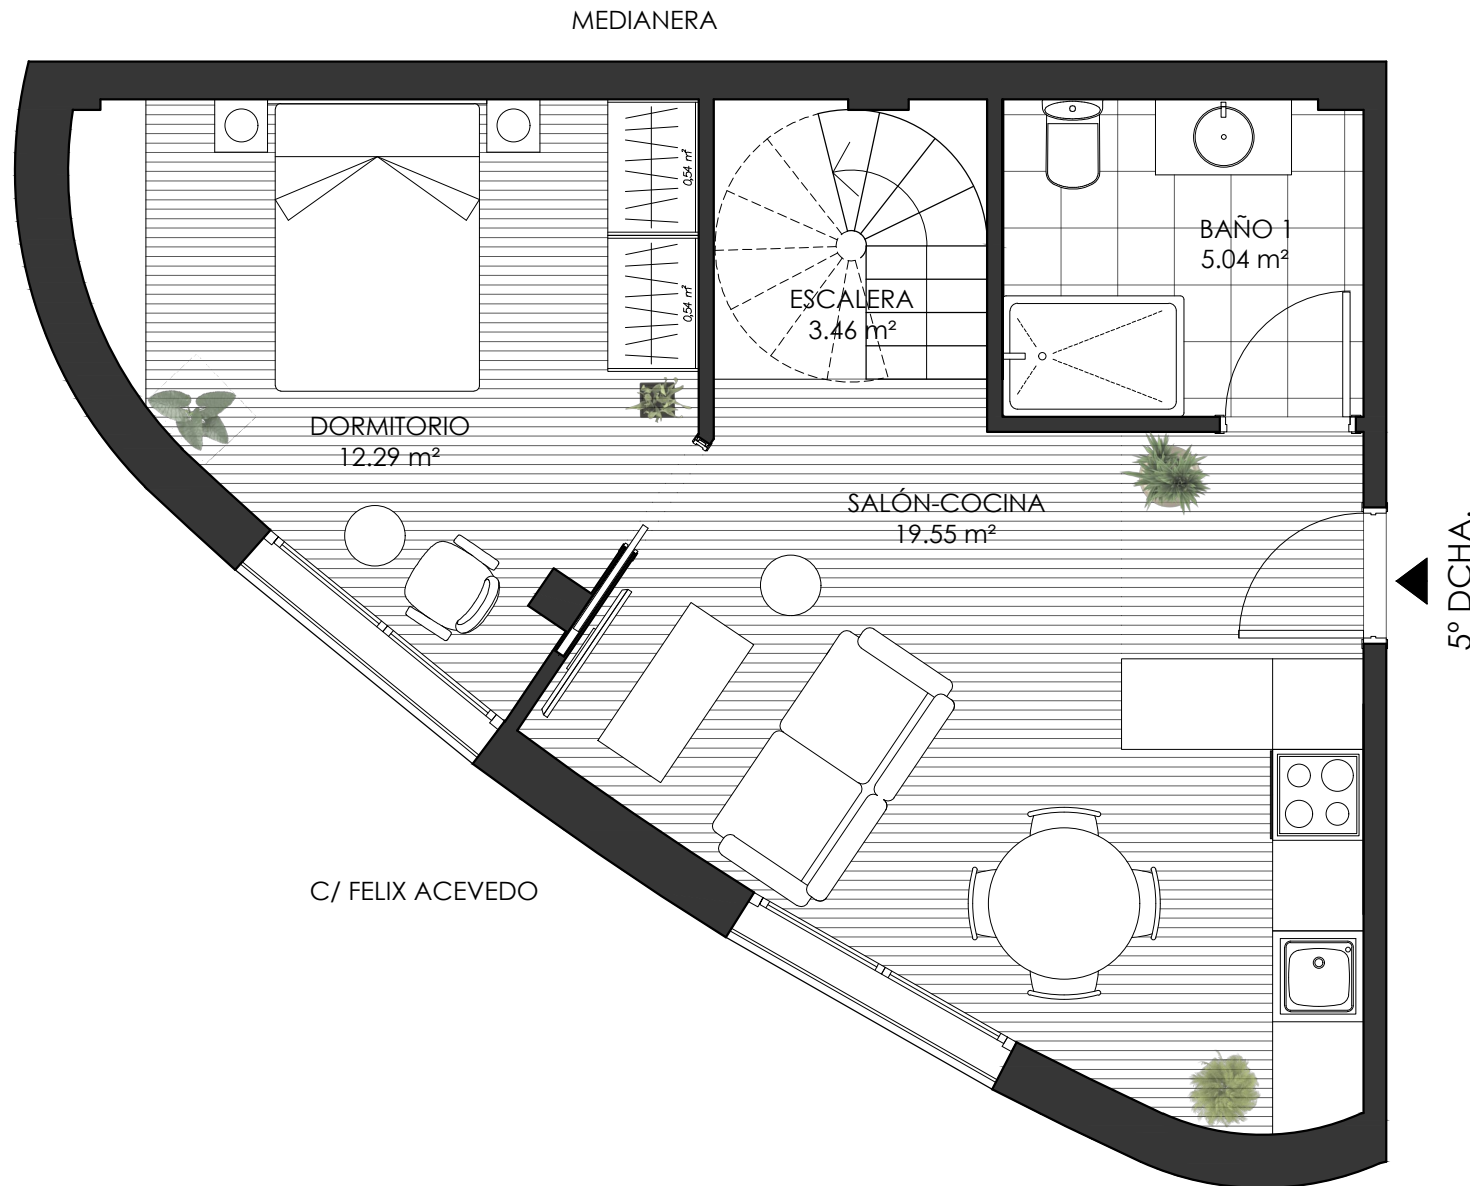 MEDIANERA
0,54 m²
0,54 m²
BAÑO 1
5.04 m²
ESCALERA
3.46 m²
DORMITORIO
12.29 m²
SALÓN-COCINA
19.55 m²
5º DCHA.
C/ FELIX ACEVEDO